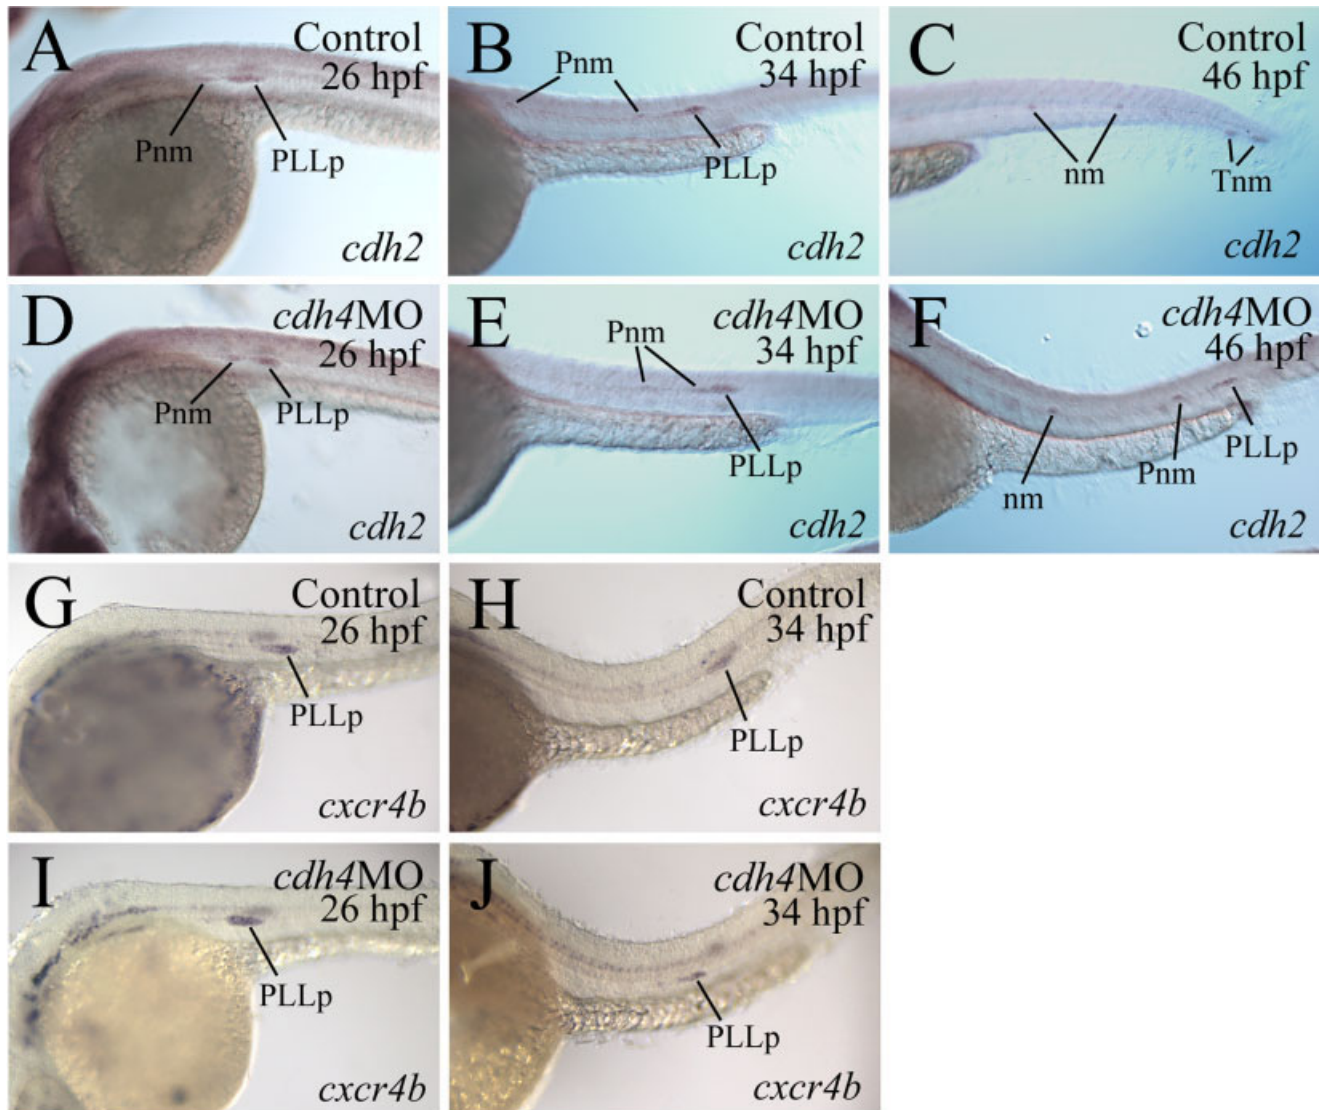 A
Control
26 hpf
Pnm
PLLp
cdh2
B
Control
34 hpf
Pnm
PLLp
cdh2
C
Control
46 hpf
nm
Tnm
cdh2
D
cdh4MO
26 hpf
Pnm
PLLp
cdh2
E
cdh4MO
34 hpf
Pnm
PLLp
cdh2
F
cdh4MO
46 hpf
nm
Pnm
PLLp
cdh2
G
Control
26 hpf
PLLp
cxcr4b
H
Control
34 hpf
PLLp
cxcr4b
I
cdh4MO
26 hpf
PLLp
cxcr4b
J
cdh4MO
34 hpf
PLLp
cxcr4b